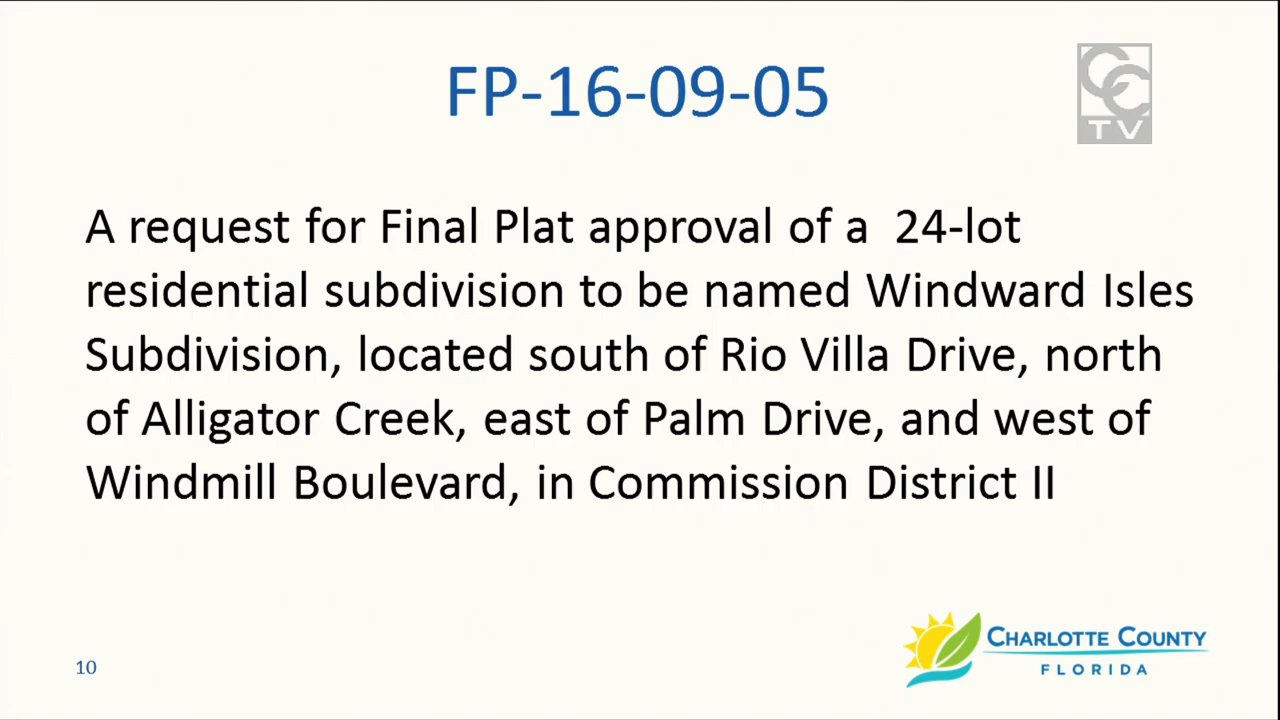 FP-16-09-05
CC
TV
A request for Final Plat approval of a 24-lot
residential subdivision to be named Windward Isles
Subdivision, located south of Rio Villa Drive, north
of Alligator Creek, east of Palm Drive, and west of
Windmill Boulevard, in Commission District II
10
CHARLOTTE COUNTY
FLORIDA